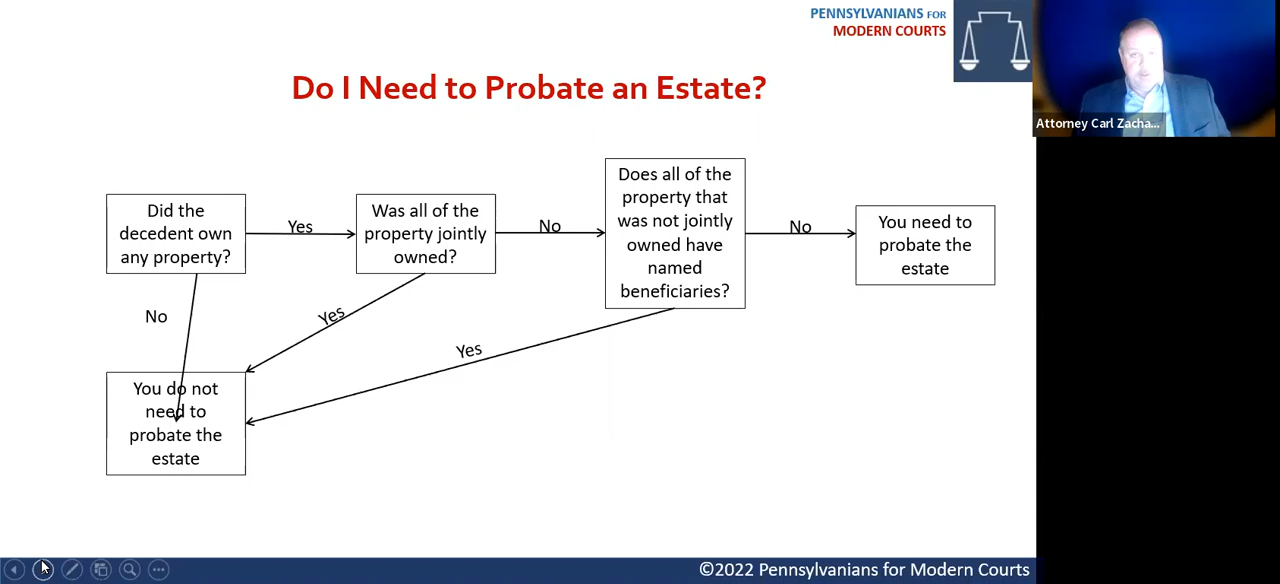 PENNSYLVANIANS FOR
MODERN COURTS
Attorney Carl Zacha...
Do I Need to Probate an Estate?
Did the
decedent own
any property?
Yes
Was all of the
property jointly
owned?
No
Does all of the
property that
was not jointly
owned have
named
beneficiaries?
No
You need to
probate the
estate
No
Yes
Yes
You do not
need to
probate the
estate
©2022 Pennsylvanians for Modern Courts